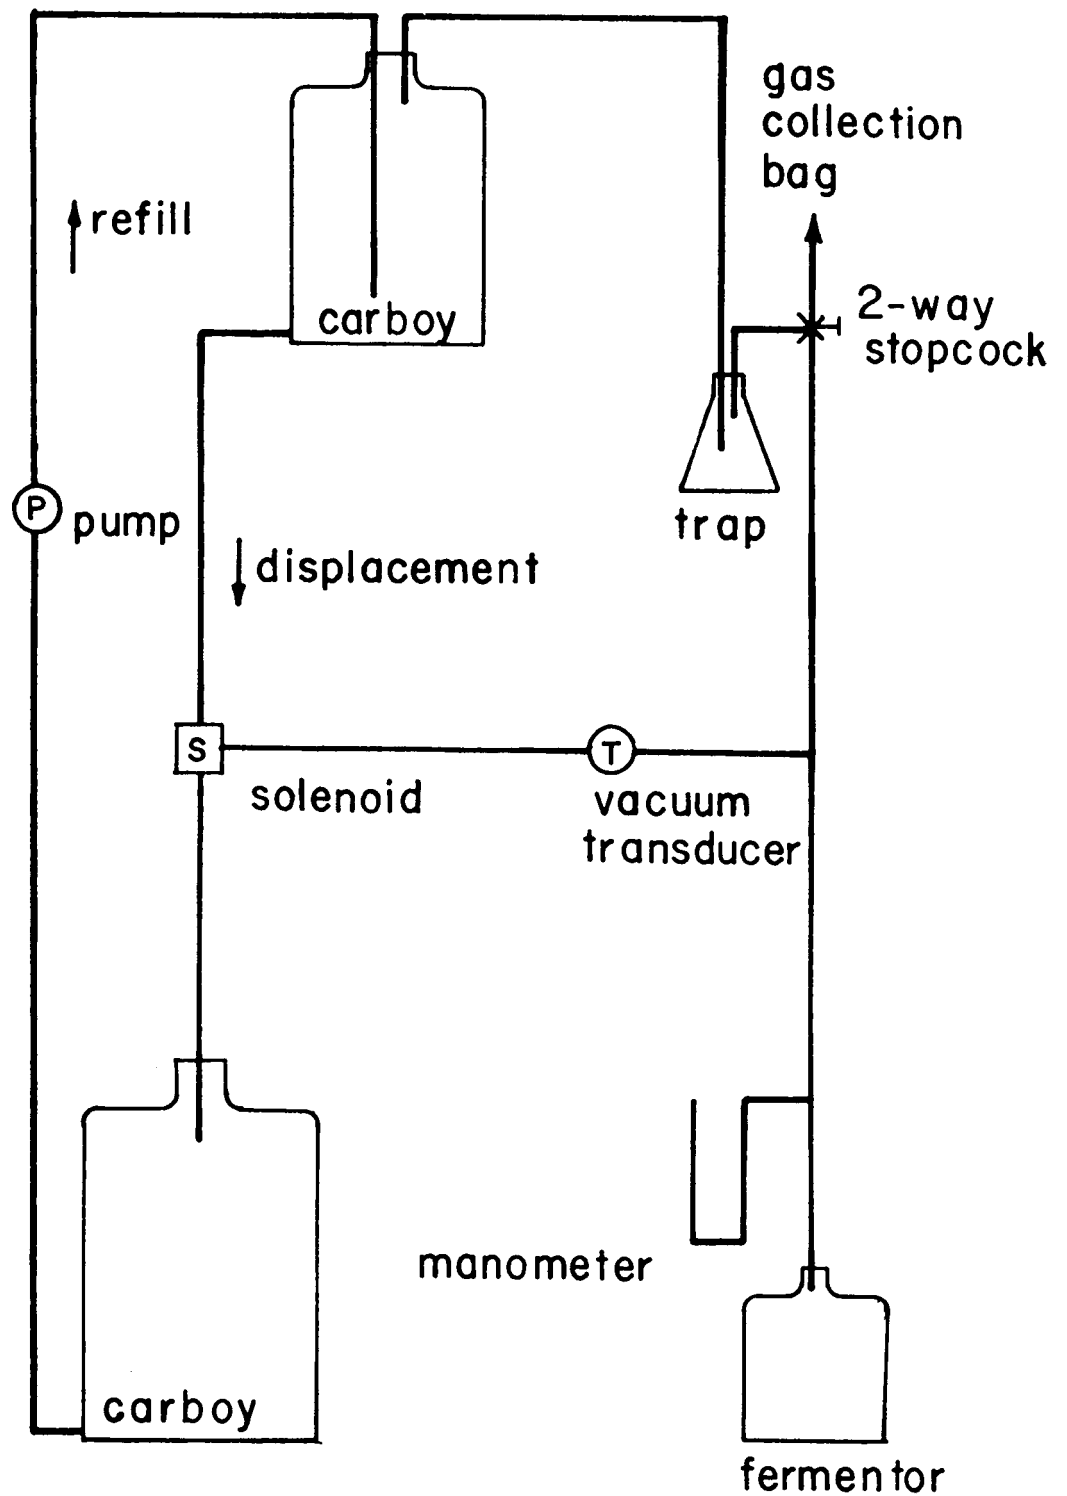 gas
collection
bag
refill
carboy
2-way
stopcock
P
pump
trap
displacement
S
solenoid
T
vacuum
transducer
manometer
carboy
fermentor